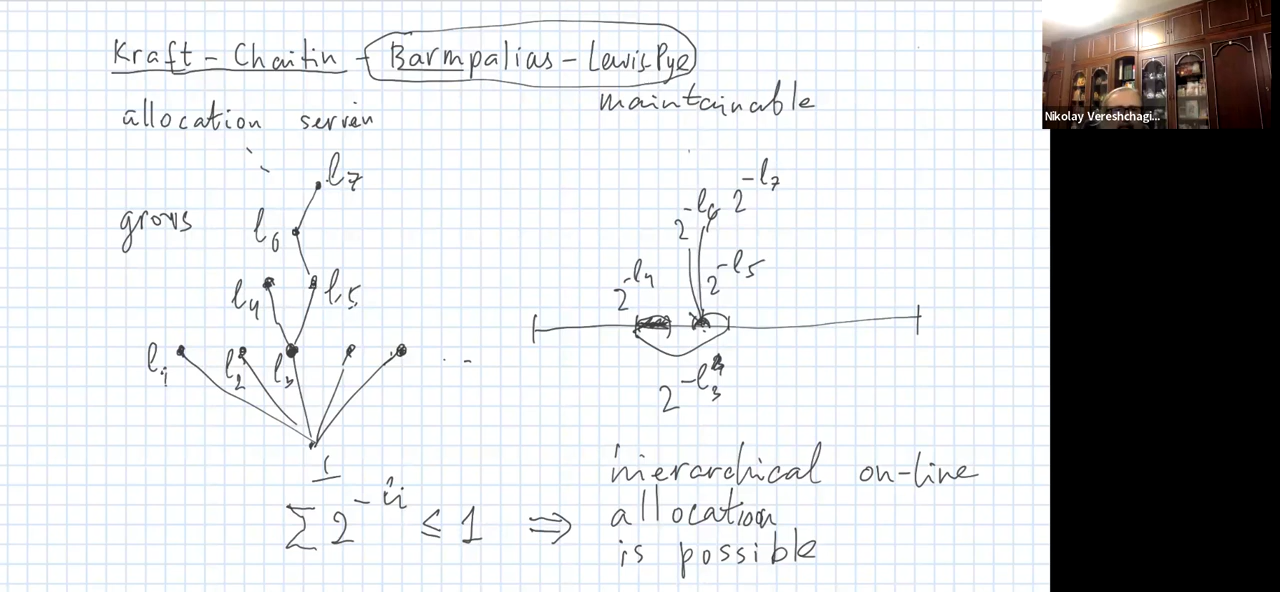 Kraft - Chaitin - Barmpalias - Lewis-Pye
allocation
maintainable
l₇
grows
l₆
l₄ l₅
l₁ l₂ l₃ . . -
1
∑ 2^{-li} ≤ 1 ⇒
2^{-l₆} 2^{-l₇}
2^{-l₄} 2^{-l₅}
2^{-l₃}
hierarchical on-line
allocation
is possible
Nikolay Vereshchagi...